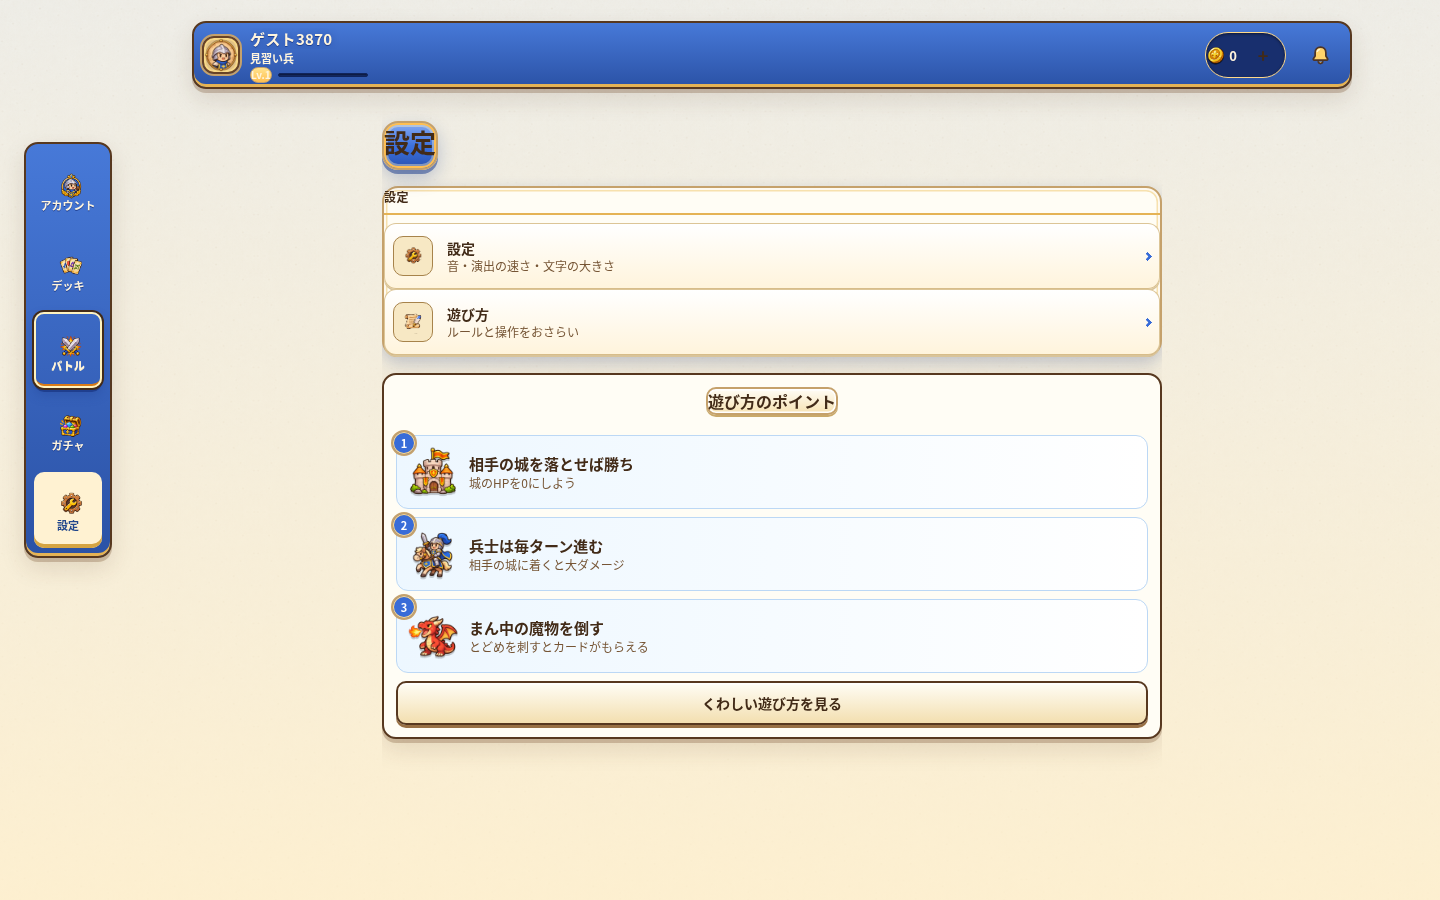 ゲスト3870
見習い兵
Lv.1
0
アカウント
デッキ
バトル
ガチャ
設定
設定
設定
設定
音・演出の速さ・文字の大きさ
遊び方
ルールと操作をおさらい
遊び方のポイント
1
相手の城を落とせば勝ち
城のHPを0にしよう
2
兵士は毎ターン進む
相手の城に着くと大ダメージ
3
まん中の魔物を倒す
とどめを刺すとカードがもらえる
くわしい遊び方を見る